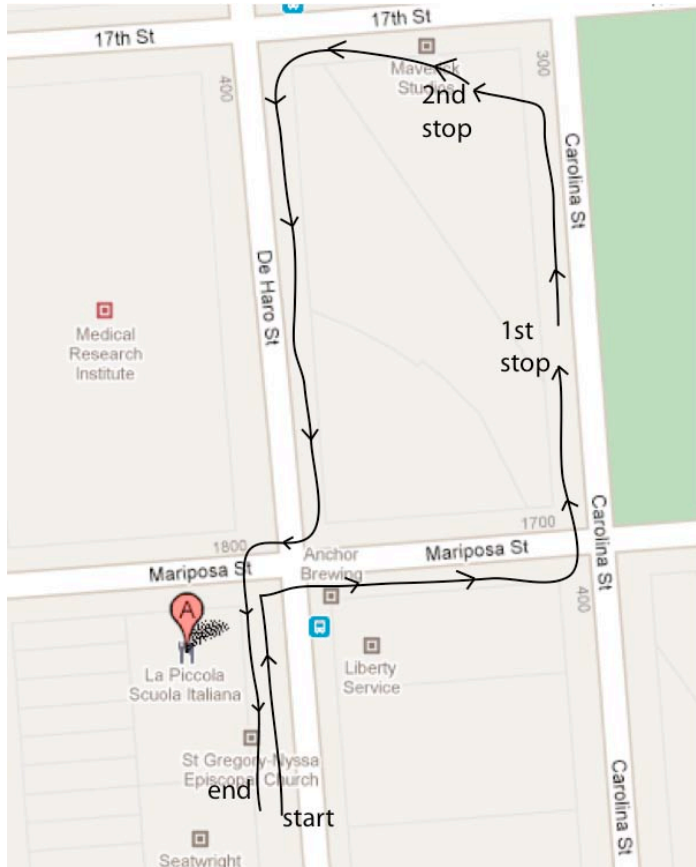 17th St
17th St
Maverick
Studios
300
400
2nd
stop
Carolina St
De Haro St
Medical
Research
Institute
1st
stop
1700
Carolina St
1800
Anchor
Brewing
Mariposa St
Mariposa St
400
A
La Piccola
Scuola Italiana
Liberty
Service
St Gregory-Nyssa
Episcopal Church
end
start
Carolina St
Seatwright